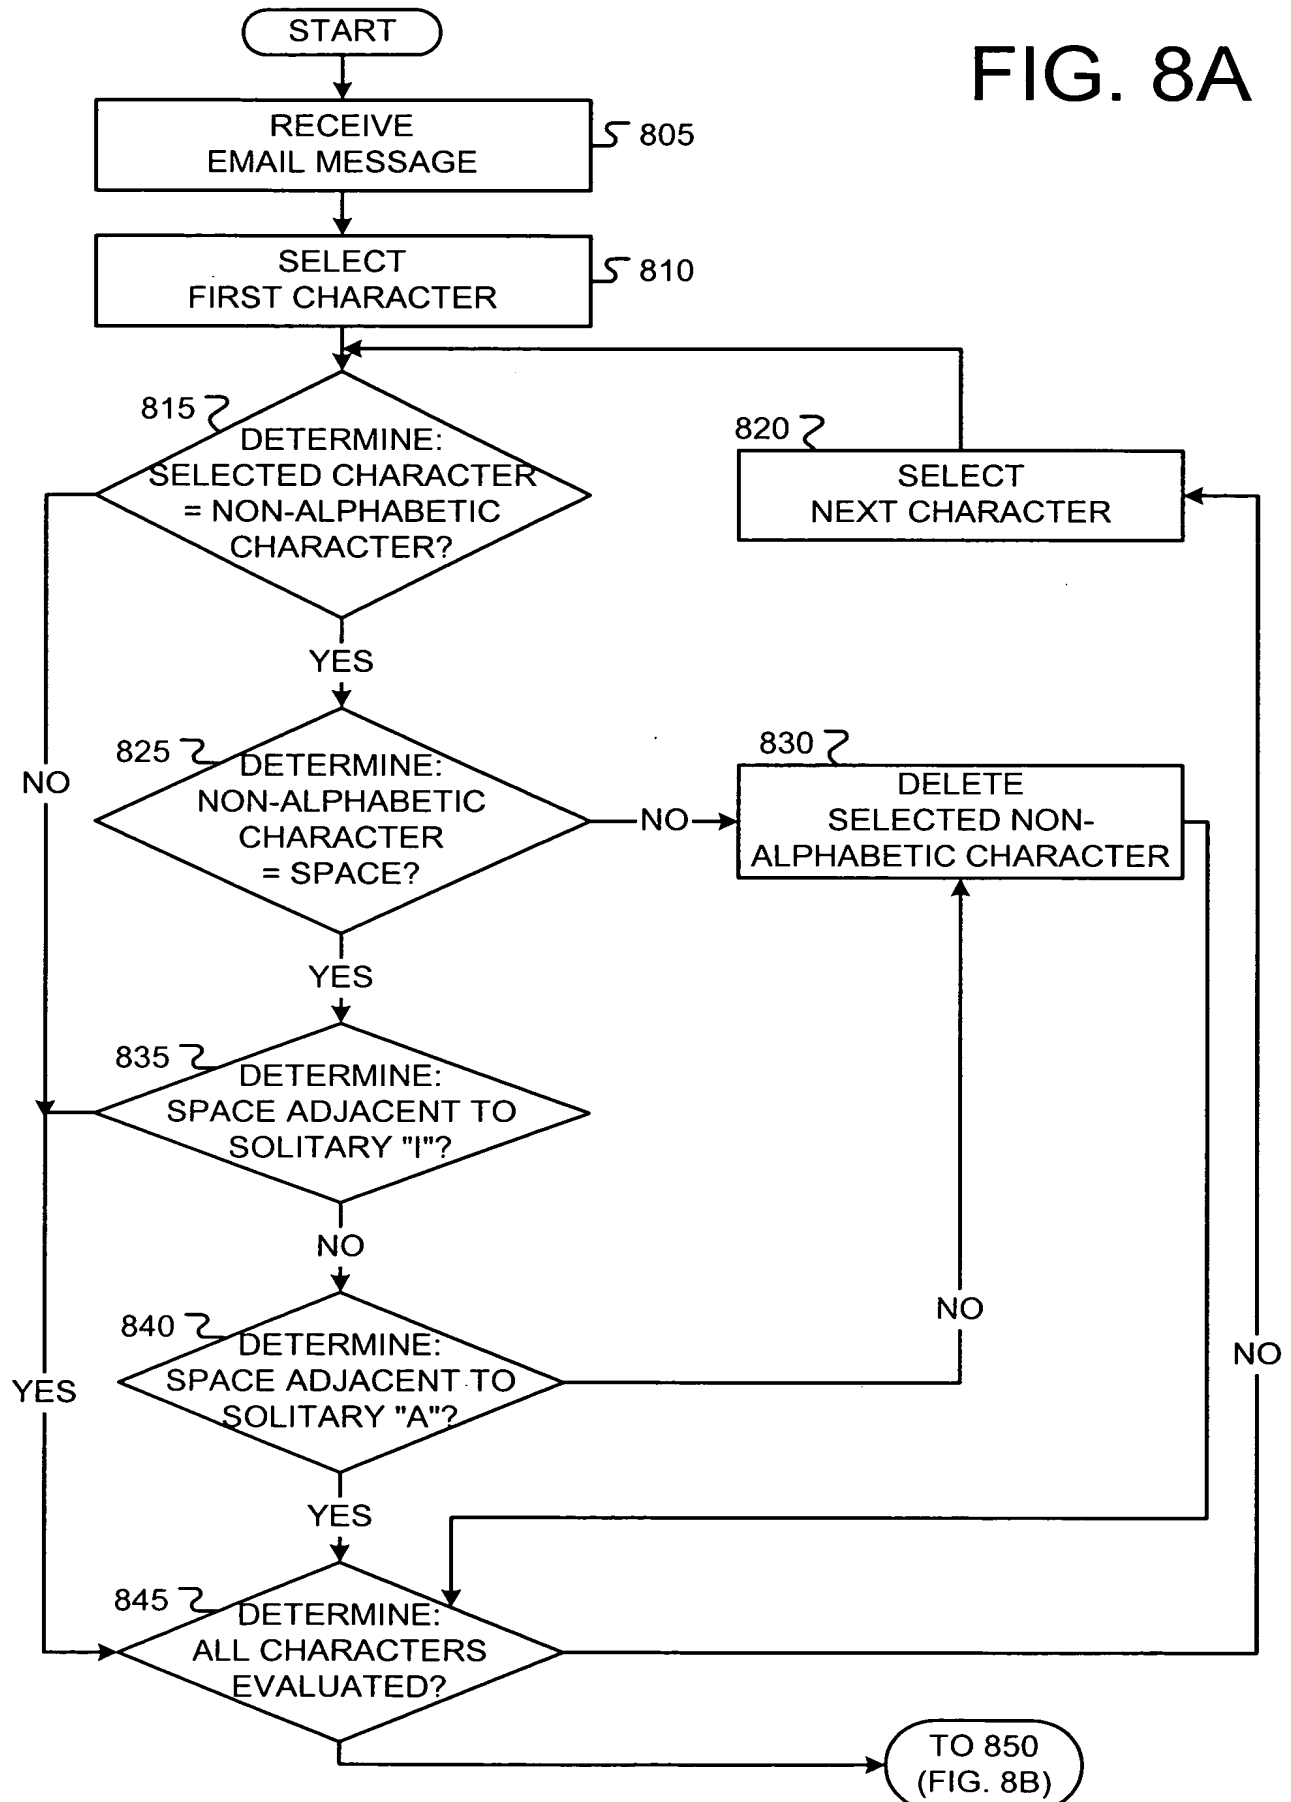 START
FIG. 8A
RECEIVE
EMAIL MESSAGE
805
SELECT
FIRST CHARACTER
810
815
DETERMINE:
SELECTED CHARACTER
= NON-ALPHABETIC
CHARACTER?
820
SELECT
NEXT CHARACTER
YES
NO
825
DETERMINE:
NON-ALPHABETIC
CHARACTER
= SPACE?
NO
830
DELETE
SELECTED NON-
ALPHABETIC CHARACTER
YES
835
DETERMINE:
SPACE ADJACENT TO
SOLITARY "I"?
NO
840
DETERMINE:
SPACE ADJACENT TO
SOLITARY "A"?
NO
NO
YES
YES
845
DETERMINE:
ALL CHARACTERS
EVALUATED?
TO 850
(FIG. 8B)